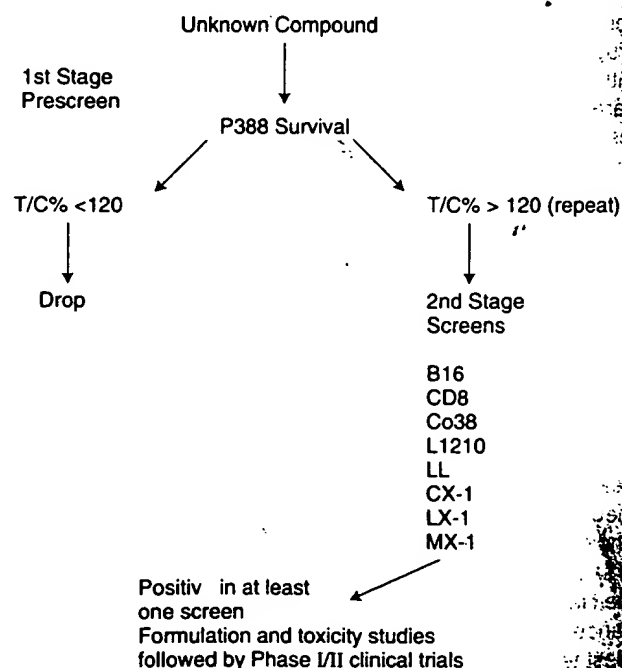 Unknown Compound
1st Stage
Prescreen
P388 Survival
T/C% <120
T/C% > 120 (repeat)
Drop
2nd Stage
Screens
B16
CD8
Co38
L1210
LL
CX-1
LX-1
MX-1
Positiv in at least
one screen
Formulation and toxicity studies
followed by Phase I/II clinical trials